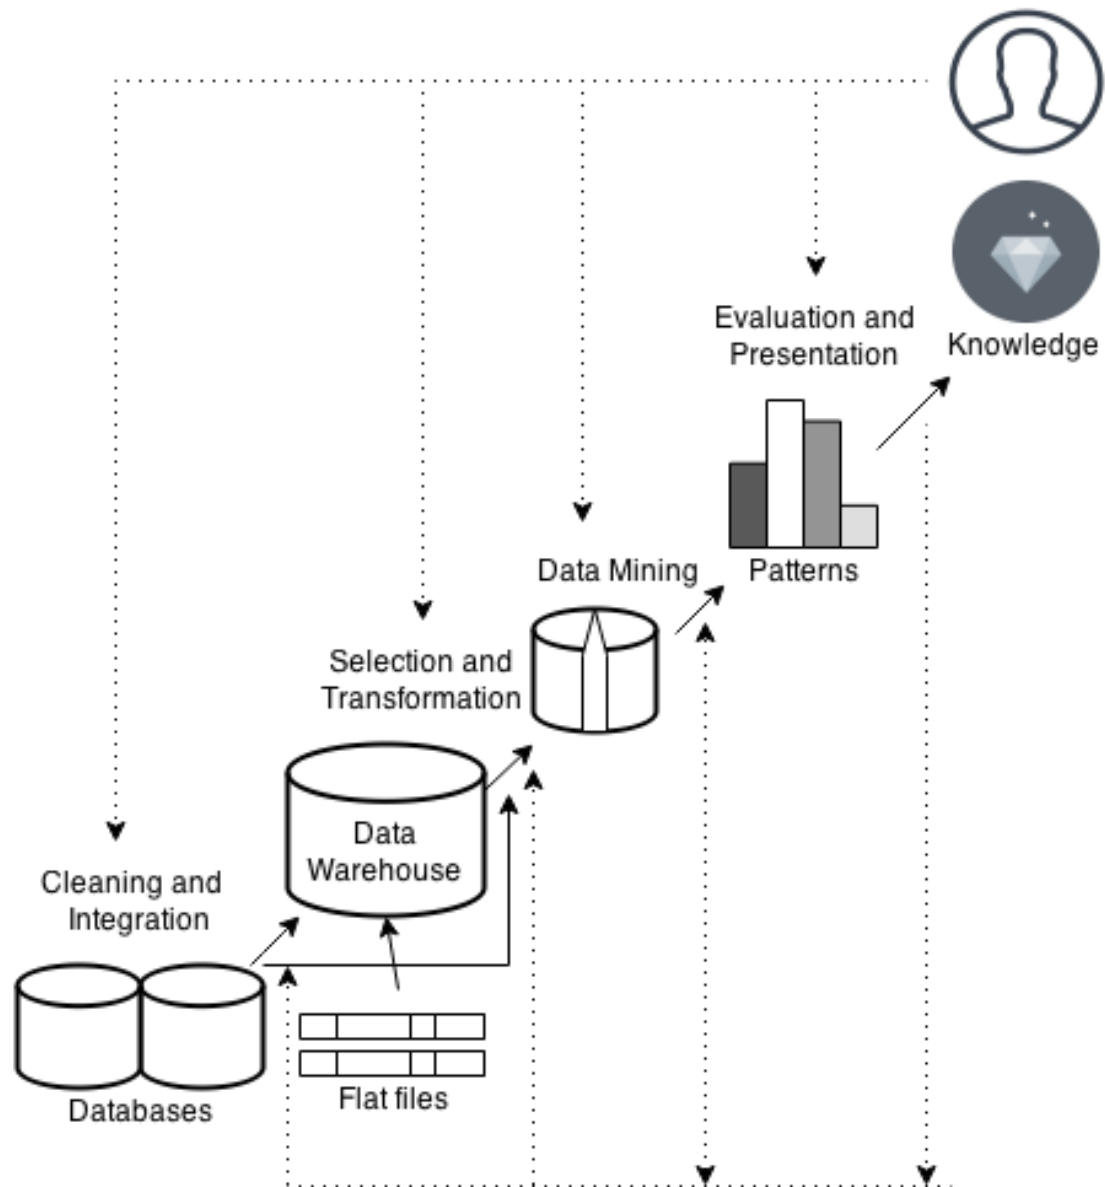 Evaluation and
Presentation
Knowledge
Patterns
Data Mining
Selection and
Transformation
Data
Warehouse
Cleaning and
Integration
Flat files
Databases